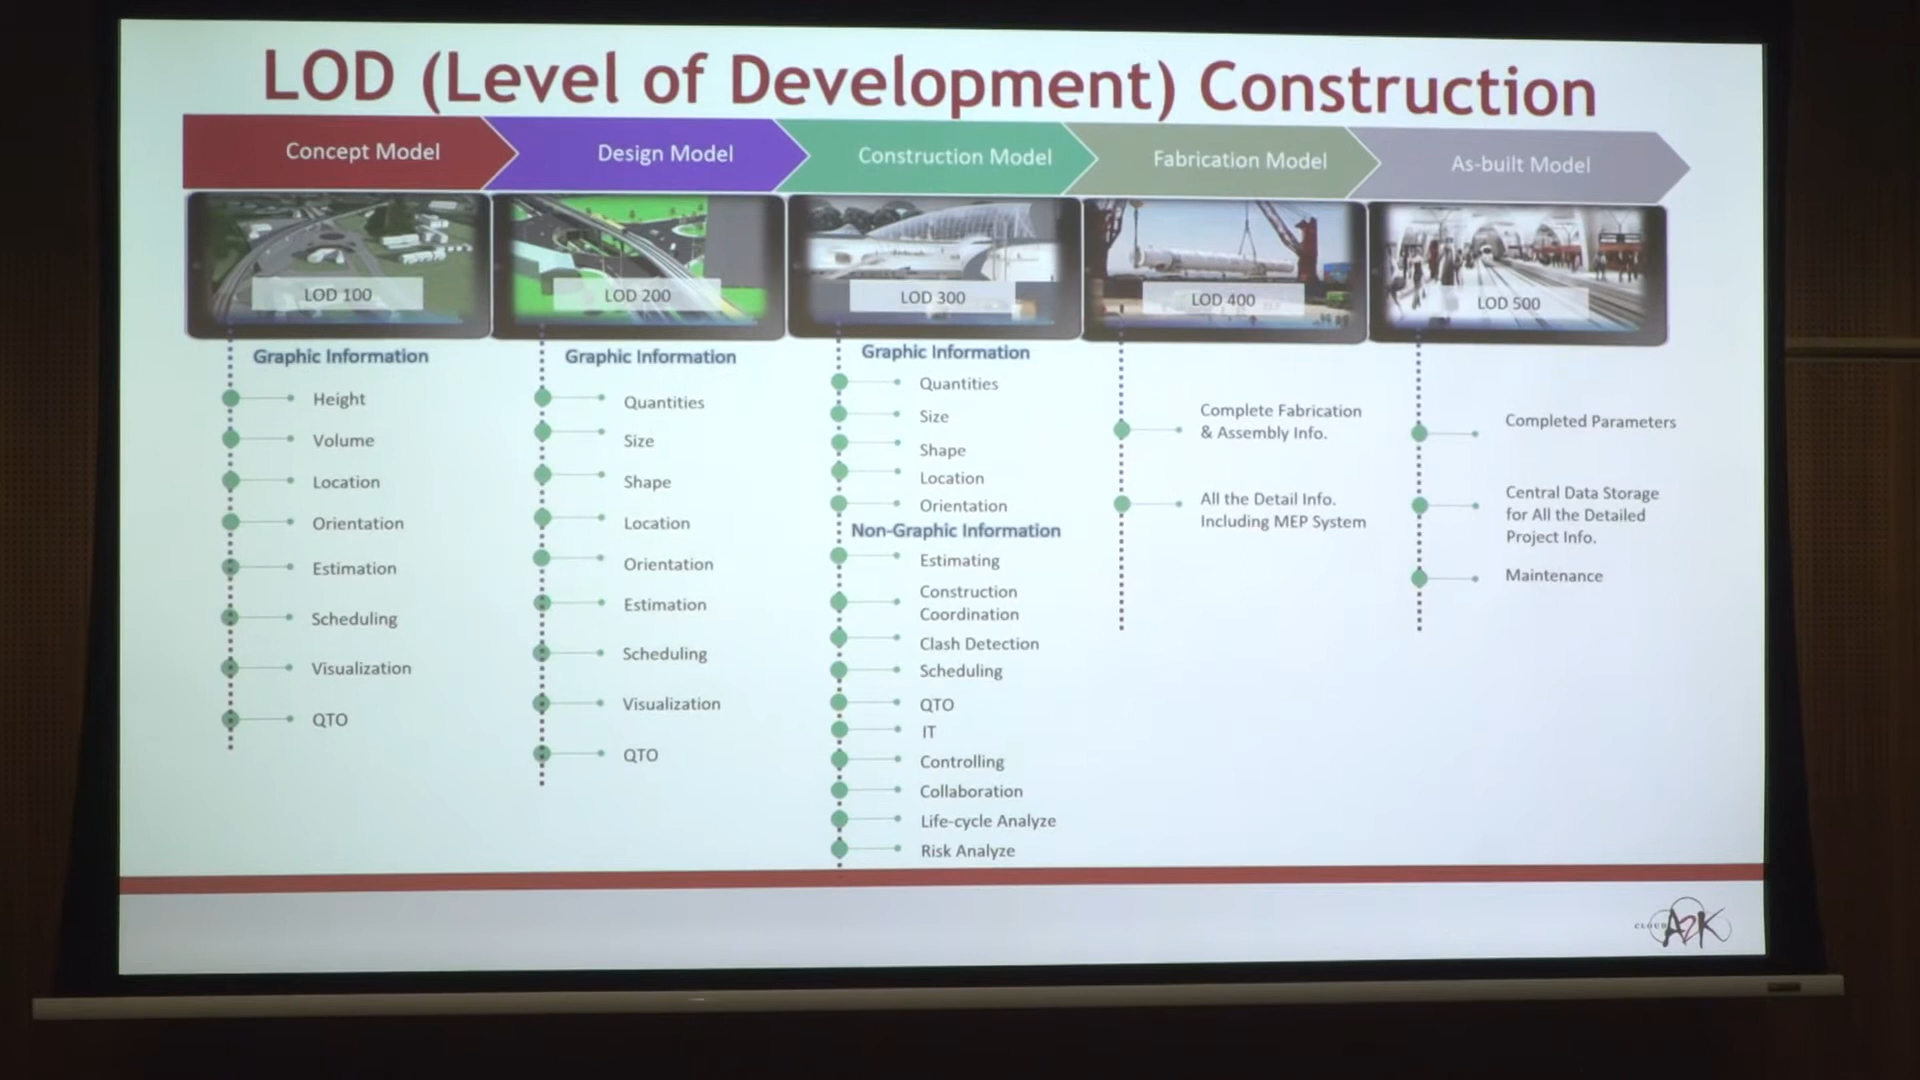 LOD (Level of Development) Construction
Concept Model
Design Model
Construction Model
Fabrication Model
As-built Model
LOD 100
LOD 200
LOD 300
LOD 400
LOD 500
Graphic Information
Height
Volume
Location
Orientation
Estimation
Scheduling
Visualization
QTO
Graphic Information
Quantities
Size
Shape
Location
Orientation
Estimation
Scheduling
Visualization
QTO
Graphic Information
Quantities
Size
Shape
Location
Orientation
Non-Graphic Information
Estimating
Construction
Coordination
Clash Detection
Scheduling
QTO
IT
Controlling
Collaboration
Life-cycle Analyze
Risk Analyze
Complete Fabrication
& Assembly Info.
All the Detail Info.
Including MEP System
Completed Parameters
Central Data Storage
for All the Detailed
Project Info.
Maintenance
CLOUD A2K